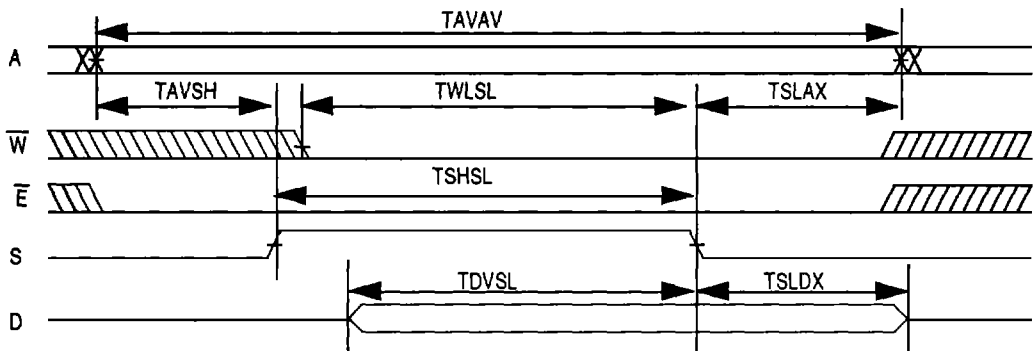 TAVAV
A
TAVSH TWLSL TSLAX
W̅
TSHSL
E̅
S
TDVSL TSLDX
D